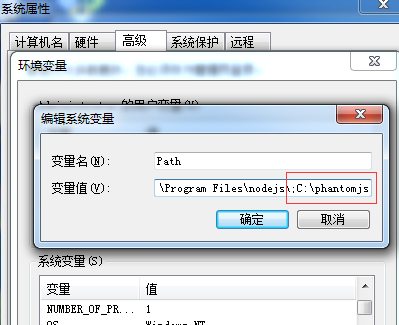 系统属性
计算机名 硬件 高级 系统保护 远程
环境变量
的用户变量(U)
编辑系统变量
变量名(N): Path
变量值(V): \Program Files\nodejs\;C:\phantomjs
确定 取消
系统变量(S)
变量 值
NUMBER_OF_PR... 1
OS Windows_NT